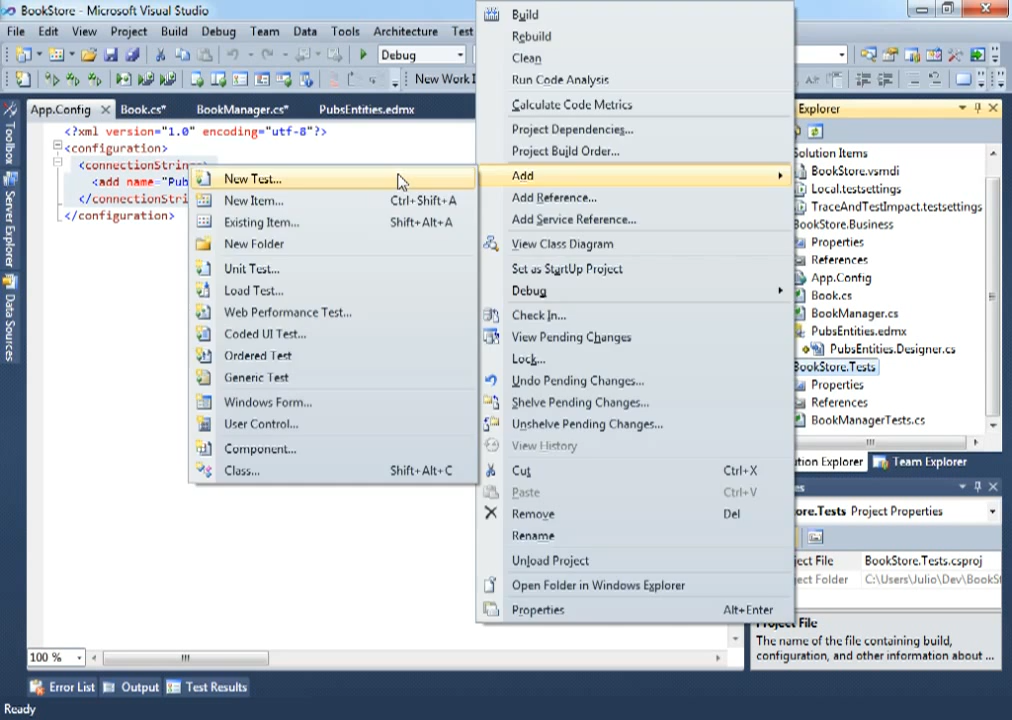 BookStore - Microsoft Visual Studio
File Edit View Project Build Debug Team Data Tools Architecture Test
Debug
New Work I
App.Config Book.cs* BookManager.cs* PubsEntities.edmx
Toolbox
Server Explorer
Data Sources
<?xml version="1.0" encoding="utf-8"?>
<configuration>
<connectionStrings>
<add name="Pub
</connectionStri
</configuration>
New Test...
New Item... Ctrl+Shift+A
Existing Item... Shift+Alt+A
New Folder
Unit Test...
Load Test...
Web Performance Test...
Coded UI Test...
Ordered Test
Generic Test
Windows Form...
User Control...
Component...
Class... Shift+Alt+C
Build
Rebuild
Clean
Run Code Analysis
Calculate Code Metrics
Project Dependencies...
Project Build Order...
Add
Add Reference...
Add Service Reference...
View Class Diagram
Set as StartUp Project
Debug
Check In...
View Pending Changes
Lock...
Undo Pending Changes...
Shelve Pending Changes...
Unshelve Pending Changes...
View History
Cut Ctrl+X
Paste Ctrl+V
Remove Del
Rename
Unload Project
Open Folder in Windows Explorer
Properties Alt+Enter
Explorer
Solution Items
BookStore.vsmdi
Local.testsettings
TraceAndTestImpact.testsettings
BookStore.Business
Properties
References
App.Config
Book.cs
BookManager.cs
PubsEntities.edmx
PubsEntities.Designer.cs
BookStore.Tests
Properties
References
BookManagerTests.cs
tion Explorer Team Explorer
es
ore.Tests Project Properties
ject File BookStore.Tests.csproj
ject Folder C:\Users\Julio\Dev\BookS
Project File
The name of the file containing build,
configuration, and other information about ...
100 %
Error List Output Test Results
Ready